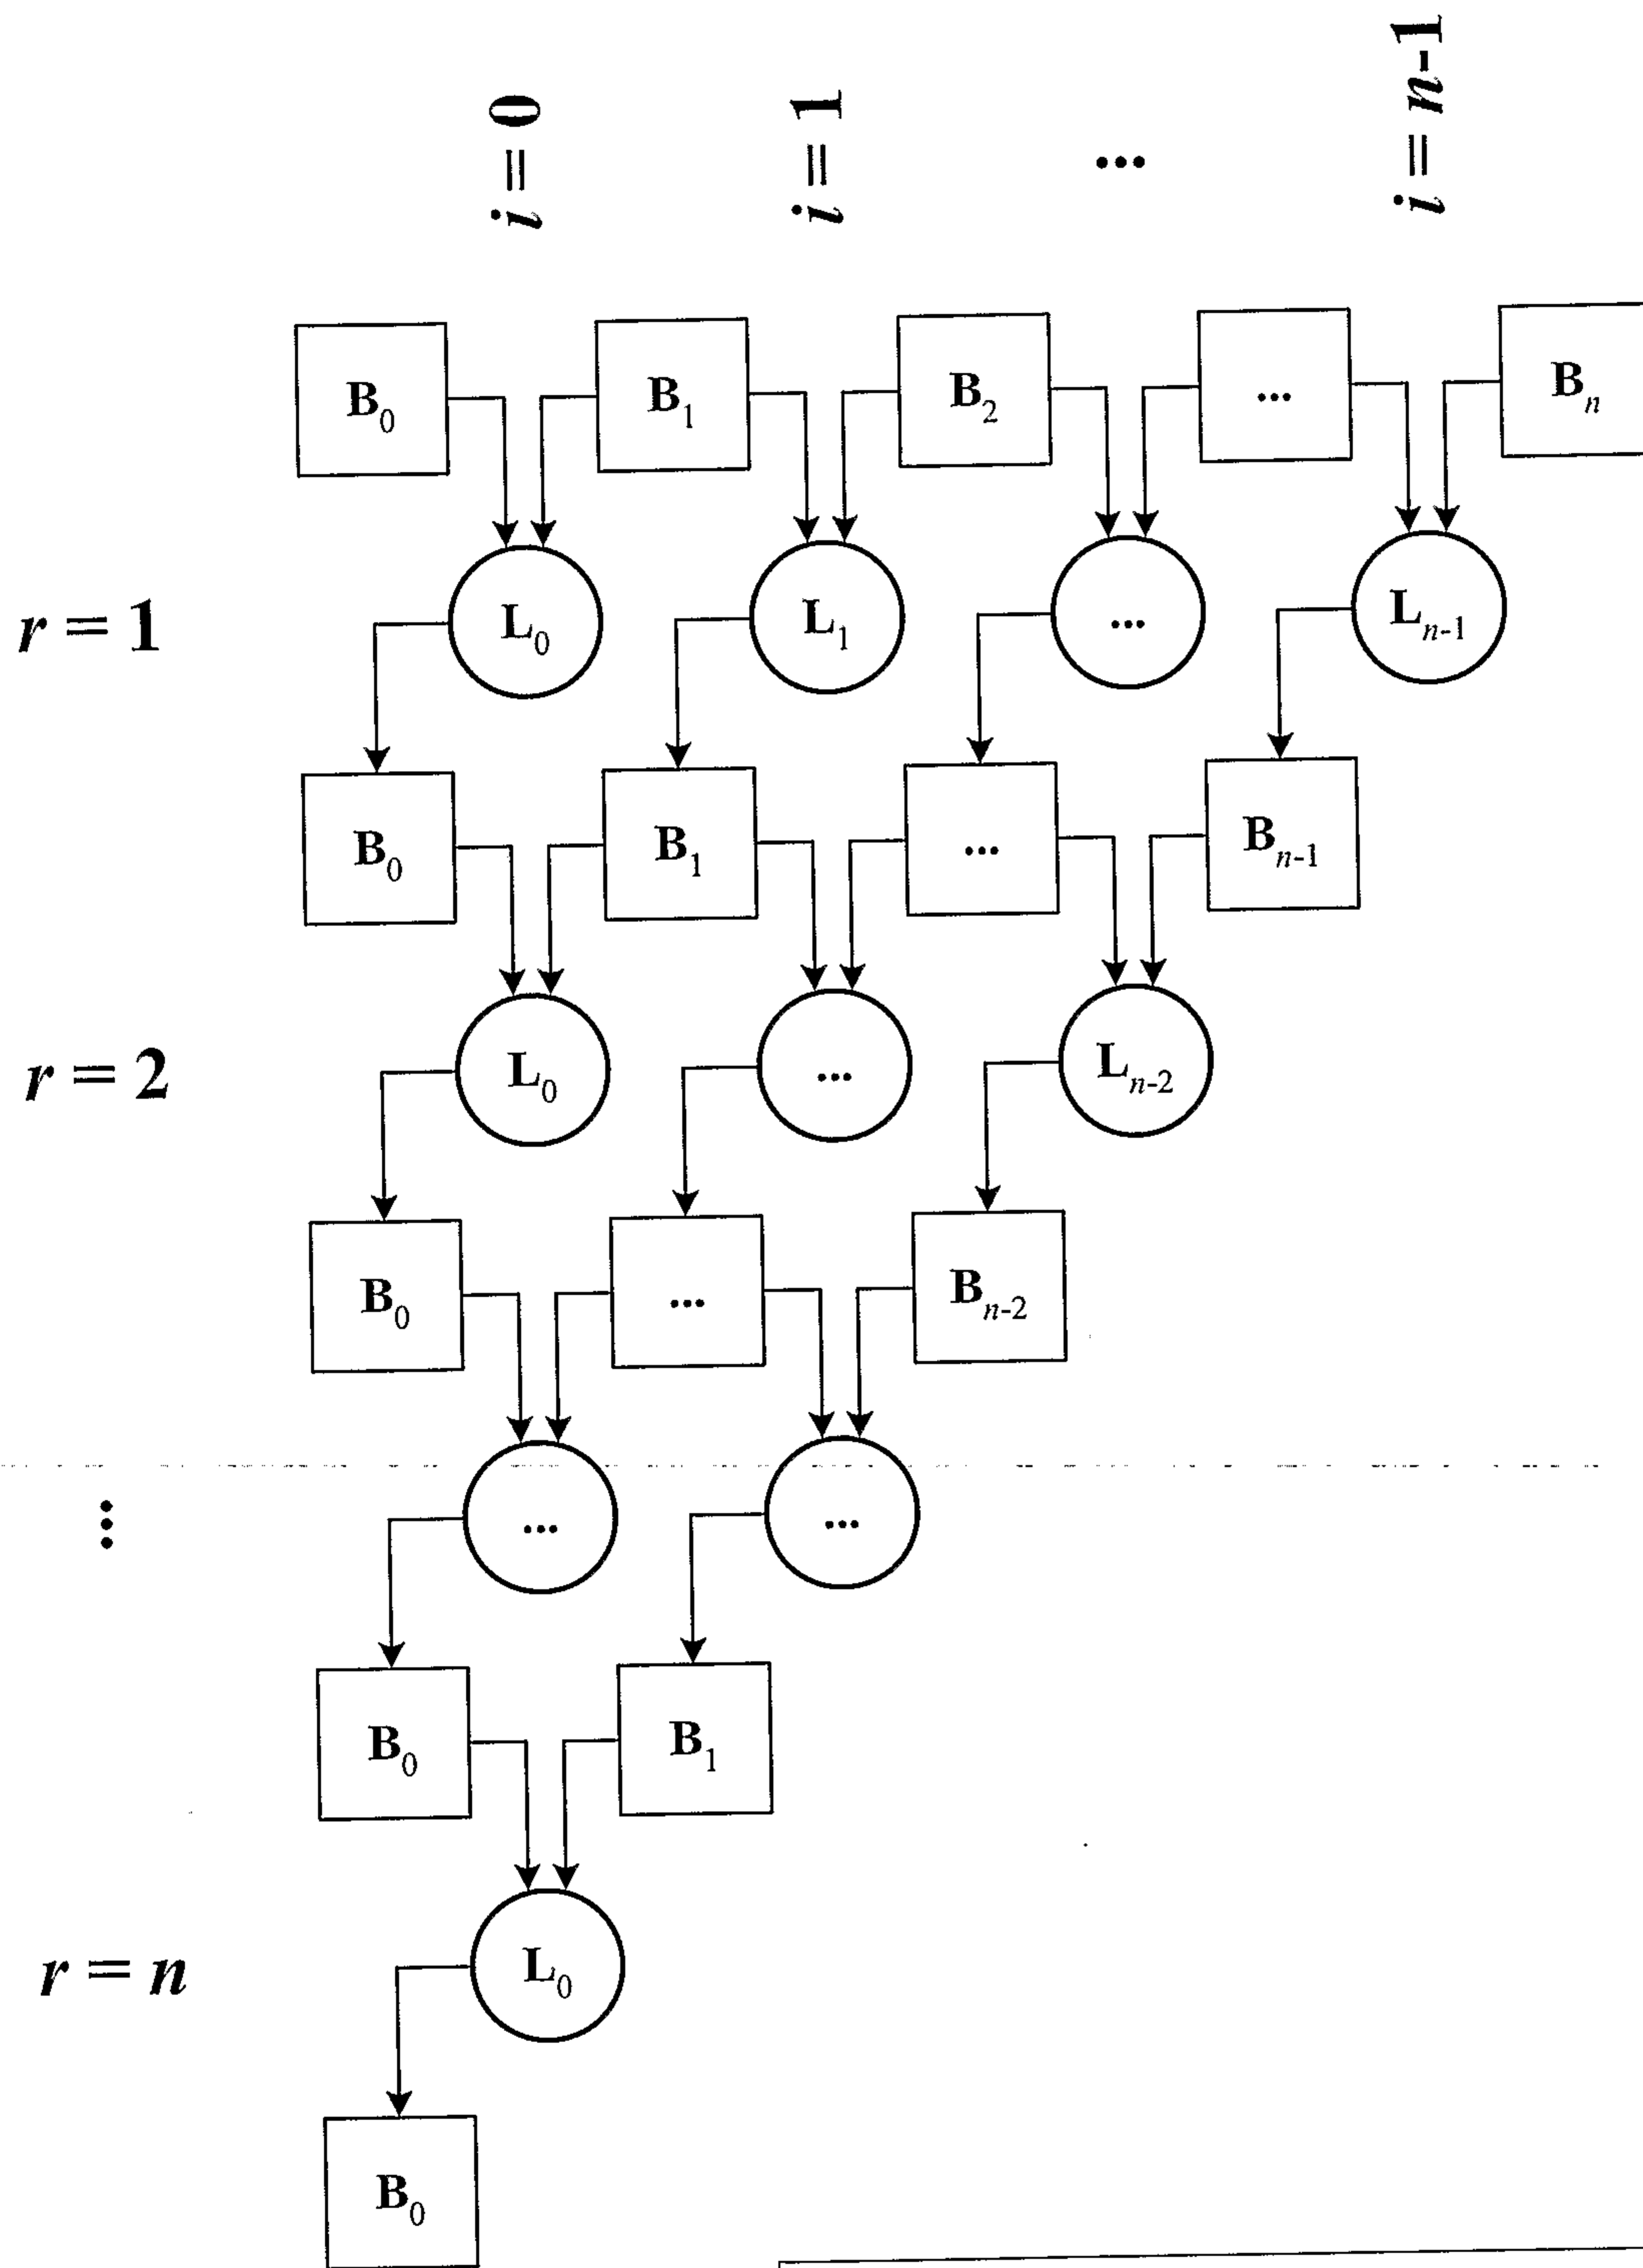 i = 0 i = 1 ... i = n-1
B0 B1 B2 ... Bn
r = 1 L0 L1 ... Ln-1
B0 B1 ... Bn-1
r = 2 L0 ... Ln-2
B0 ... Bn-2
⋮ ... ...
B0 B1
r = n L0
B0